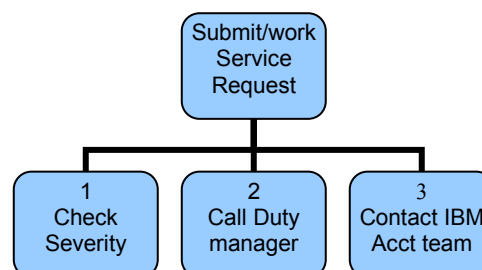 Submit/work
Service
Request
1
Check
Severity
2
Call Duty
manager
3
Contact IBM
Acct team